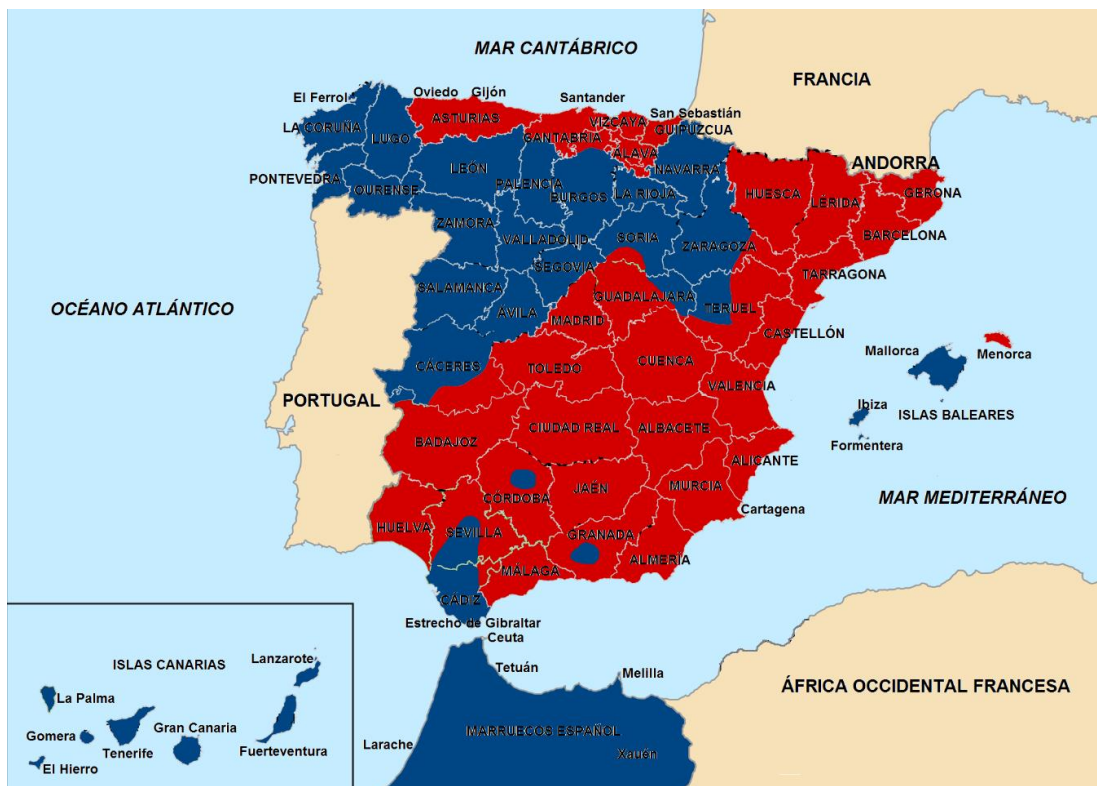 MAR CANTÁBRICO
FRANCIA
El Ferrol
Oviedo
Gijón
Santander
San Sebastián
LA CORUÑA
LUGO
ASTURIAS
CANTABRIA
VIZCAYA
GUIPUZCUA
ALAVA
NAVARRA
ANDORRA
PONTEVEDRA
OURENSE
LEÓN
PALENCIA
BURGOS
LA RIOJA
HUESCA
LÉRIDA
GERONA
BARCELONA
ZAMORA
VALLADOLID
SORIA
ZARAGOZA
TARRAGONA
SEGOVIA
SALAMANCA
ÁVILA
GUADALAJARA
MADRID
TERUEL
CASTELLÓN
OCÉANO ATLÁNTICO
CÁCERES
TOLEDO
CUENCA
VALENCIA
Mallorca
Menorca
Ibiza
ISLAS BALEARES
Formentera
PORTUGAL
BADAJOZ
CIUDAD REAL
ALBACETE
ALICANTE
MAR MEDITERRÁNEO
CÓRDOBA
JAÉN
MURCIA
Cartagena
HUELVA
SEVILLA
GRANADA
ALMERIA
MÁLAGA
CÁDIZ
Estrecho de Gibraltar
Ceuta
Tetuán
Melilla
ÁFRICA OCCIDENTAL FRANCESA
MARRUECOS ESPAÑOL
Larache
Xauén
ISLAS CANARIAS
Lanzarote
La Palma
Gran Canaria
Gomera
Tenerife
Fuerteventura
El Hierro